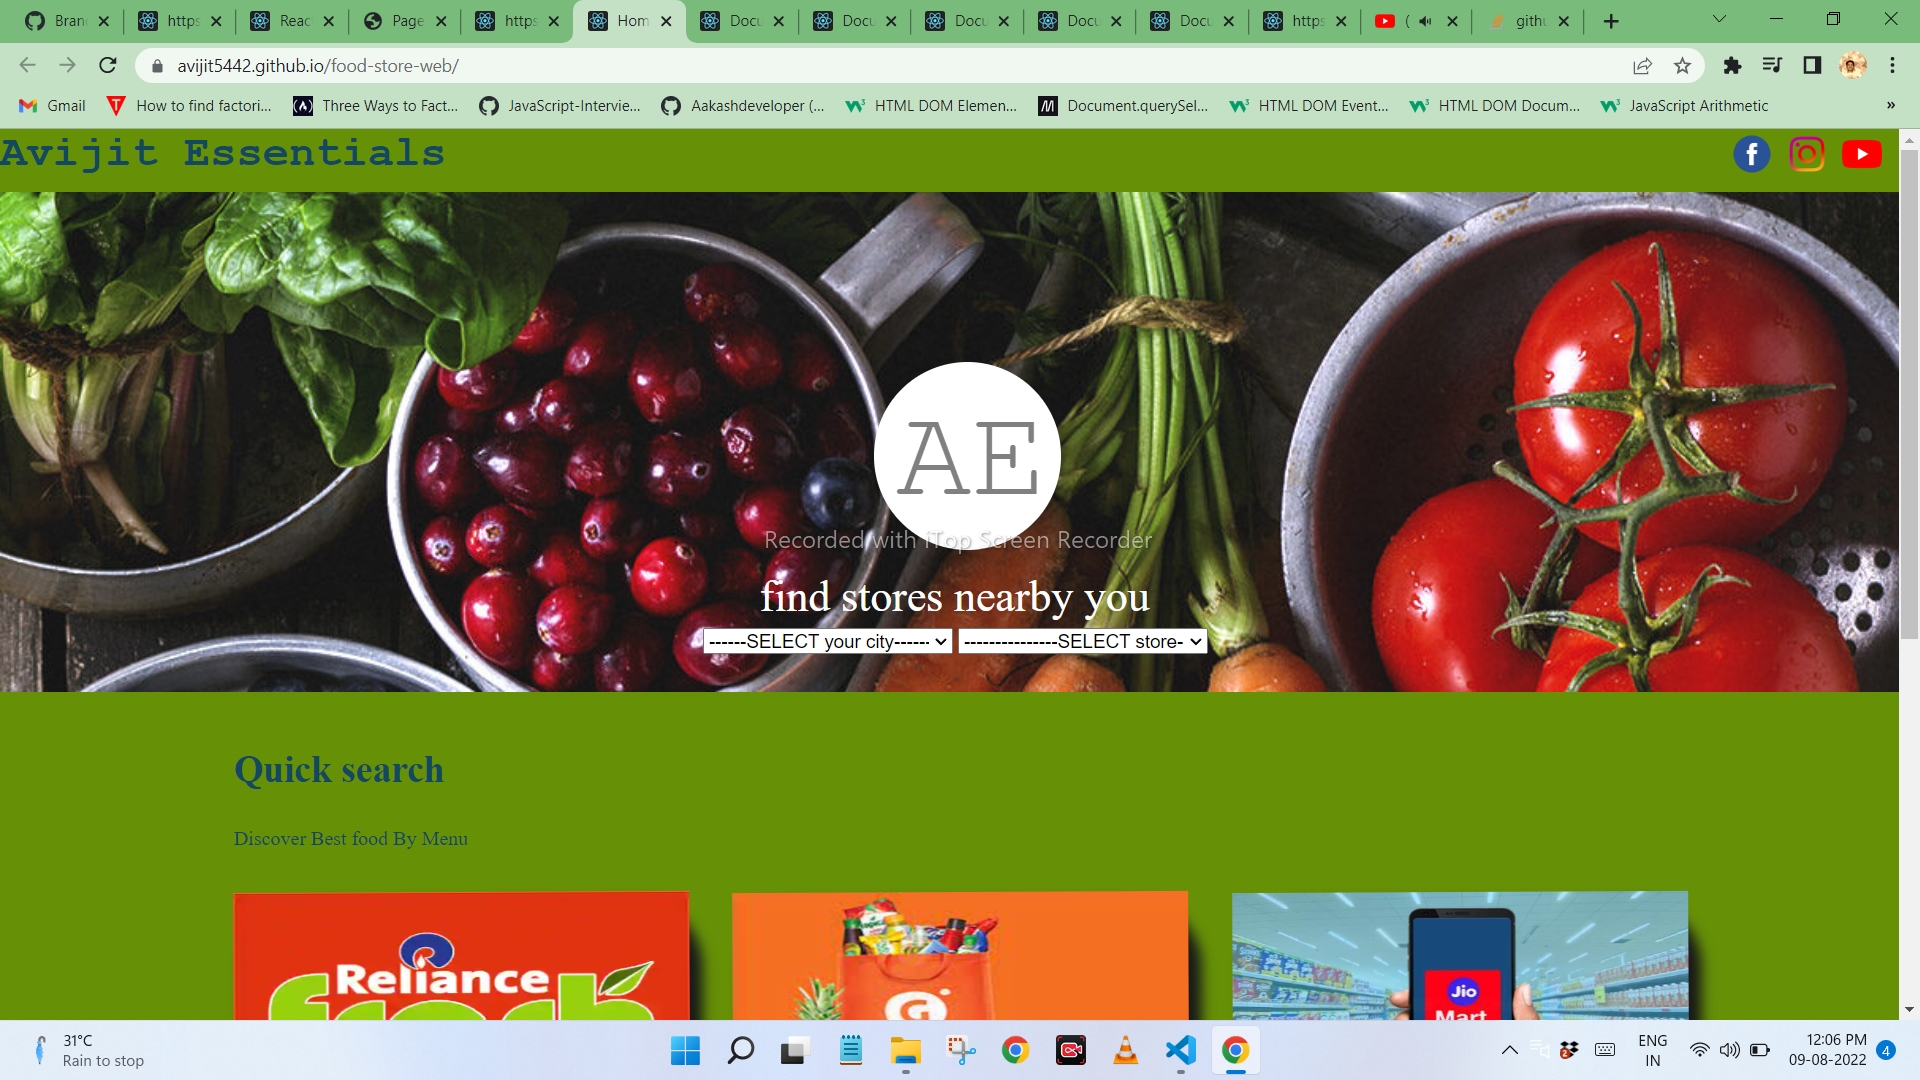 Bran
https
Reac
Page
https
Hom
Docu
Docu
Docu
Docu
Docu
https
(
githu
avijit5442.github.io/food-store-web/
Gmail
How to find factori...
Three Ways to Fact...
JavaScript-Intervie...
Aakashdeveloper (...
HTML DOM Elemen...
Document.querySel...
HTML DOM Event...
HTML DOM Docum...
JavaScript Arithmetic
»
Avijit Essentials
AE
Recorded with iTop Screen Recorder
find stores nearby you
------SELECT your city------
---------------SELECT store-
Quick search
Discover Best food By Menu
Reliance
fresh
G
Jio
Mart
31°C
Rain to stop
ENG
IN
12:06 PM
09-08-2022
4